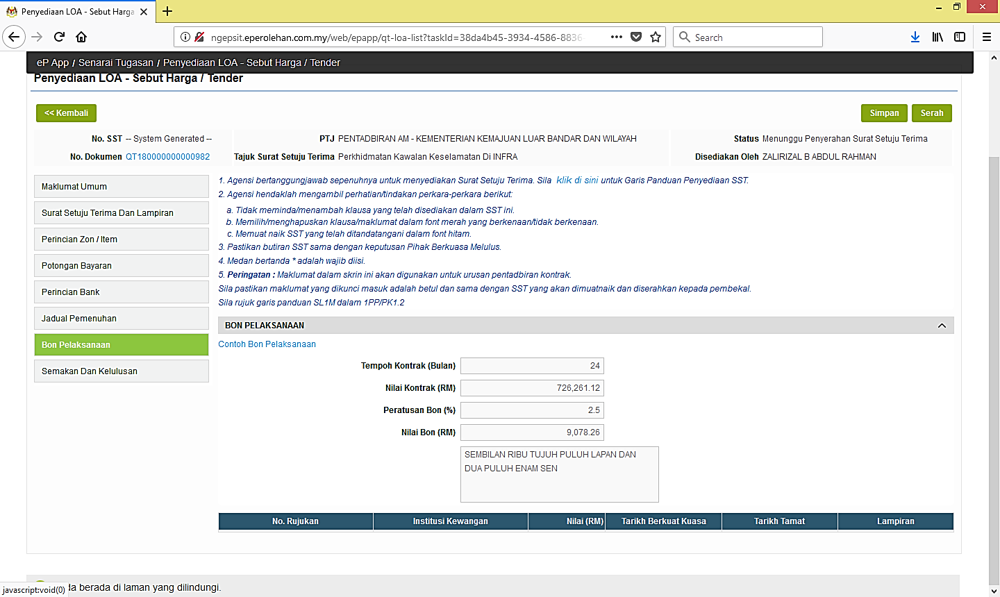 Penyediaan LOA - Sebut Harga
ngepsit.eperolehan.com.my/web/epapp/qt-loa-list?taskId=38da4b45-3934-4586-8836-
Search
eP App / Senarai Tugasan / Penyediaan LOA - Sebut Harga / Tender
Penyediaan LOA - Sebut Harga / Tender
<< Kembali
Simpan
Serah
No. SST -- System Generated --
PTJ PENTADBIRAN AM - KEMENTERIAN KEMAJUAN LUAR BANDAR DAN WILAYAH
Status Menunggu Penyerahan Surat Setuju Terima
No. Dokumen QT180000000000982
Tajuk Surat Setuju Terima Perkhidmatan Kawalan Keselamatan Di INFRA
Disediakan Oleh ZALIRIZAL B ABDUL RAHMAN
Maklumat Umum
Surat Setuju Terima Dan Lampiran
Perincian Zon / Item
Potongan Bayaran
Perincian Bank
Jadual Pemenuhan
Bon Pelaksanaan
Semakan Dan Kelulusan
1. Agensi bertanggungjawab sepenuhnya untuk menyediakan Surat Setuju Terima. Sila klik di sini untuk Garis Panduan Penyediaan SST.
2. Agensi hendaklah mengambil perhatian/tindakan perkara-perkara berikut:
a. Tidak meminda/menambah klausa yang telah disediakan dalam SST ini.
b. Memilih/menghapuskan klausa/maklumat dalam font merah yang berkenaan/tidak berkenaan.
c. Memuat naik SST yang telah ditandatangani dalam font hitam.
3. Pastikan butiran SST sama dengan keputusan Pihak Berkuasa Melulus.
4. Medan bertanda * adalah wajib diisi.
5. Peringatan : Maklumat dalam skrin ini akan digunakan untuk urusan pentadbiran kontrak.
Sila pastikan maklumat yang dikunci masuk adalah betul dan sama dengan SST yang akan dimuatnaik dan diserahkan kepada pembekal.
Sila rujuk garis panduan SL1M dalam 1PP/PK1.2
BON PELAKSANAAN
Contoh Bon Pelaksanaan
Tempoh Kontrak (Bulan) 24
Nilai Kontrak (RM) 726,261.12
Peratusan Bon (%) 2.5
Nilai Bon (RM) 9,078.26
SEMBILAN RIBU TUJUH PULUH LAPAN DAN
DUA PULUH ENAM SEN
No. Rujukan Institusi Kewangan Nilai (RM) Tarikh Berkuat Kuasa Tarikh Tamat Lampiran
da berada di laman yang dilindungi.
javascript:void(0)